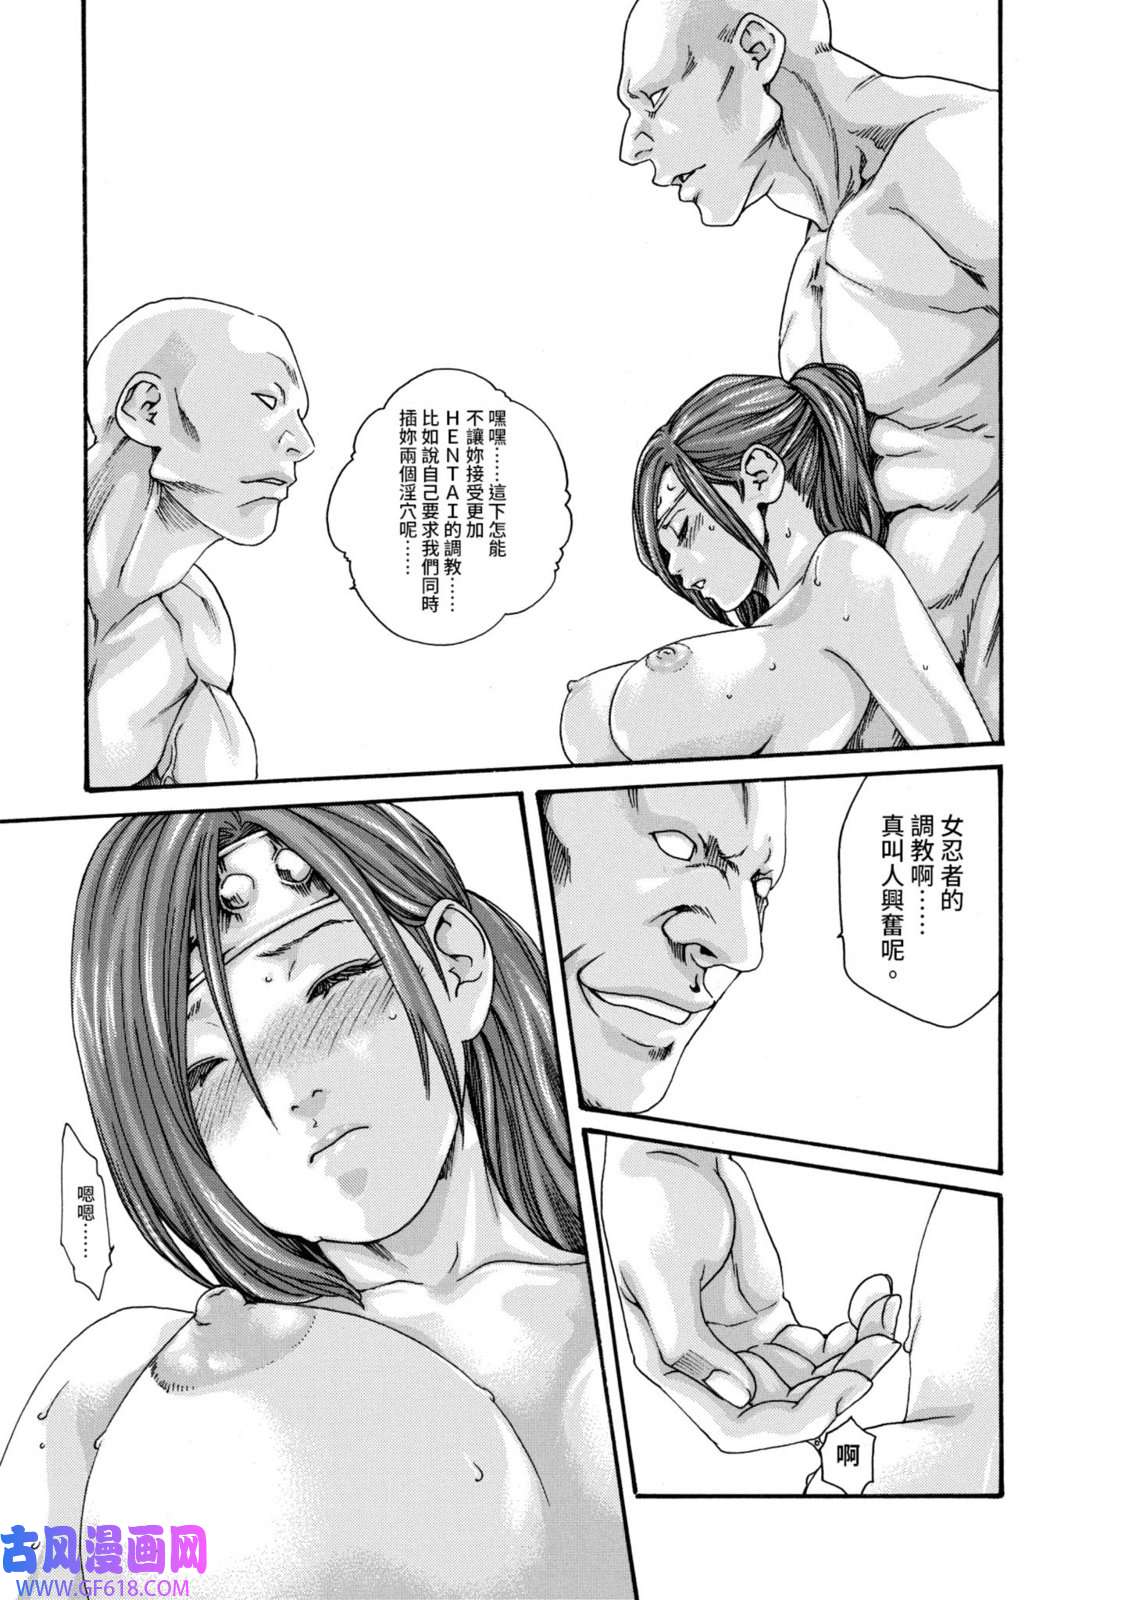 嘿嘿……這下怎能
不讓妳接受更加
HENTAI的調教……
比如說自己要求我們同時
插妳兩個淫穴呢……
女忍者的
調教啊……
真叫人興奮呢。
啊
嗯嗯……
古风漫画网
WWW.GF618.COM